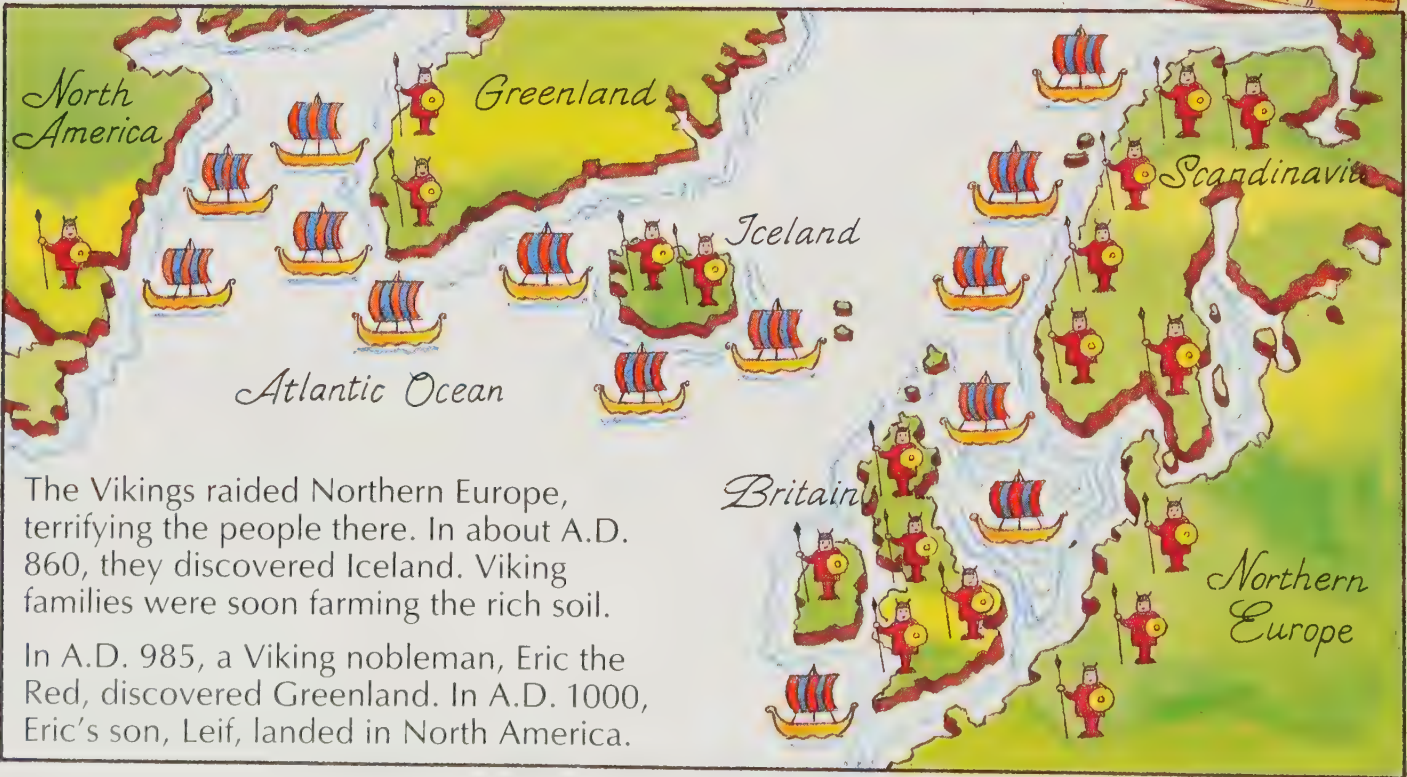 North
America
Greenland
Scandinavia
Iceland
Atlantic Ocean
Britain
Northern
Europe
The Vikings raided Northern Europe,
terrifying the people there. In about A.D.
860, they discovered Iceland. Viking
families were soon farming the rich soil.
In A.D. 985, a Viking nobleman, Eric the
Red, discovered Greenland. In A.D. 1000,
Eric's son, Leif, landed in North America.